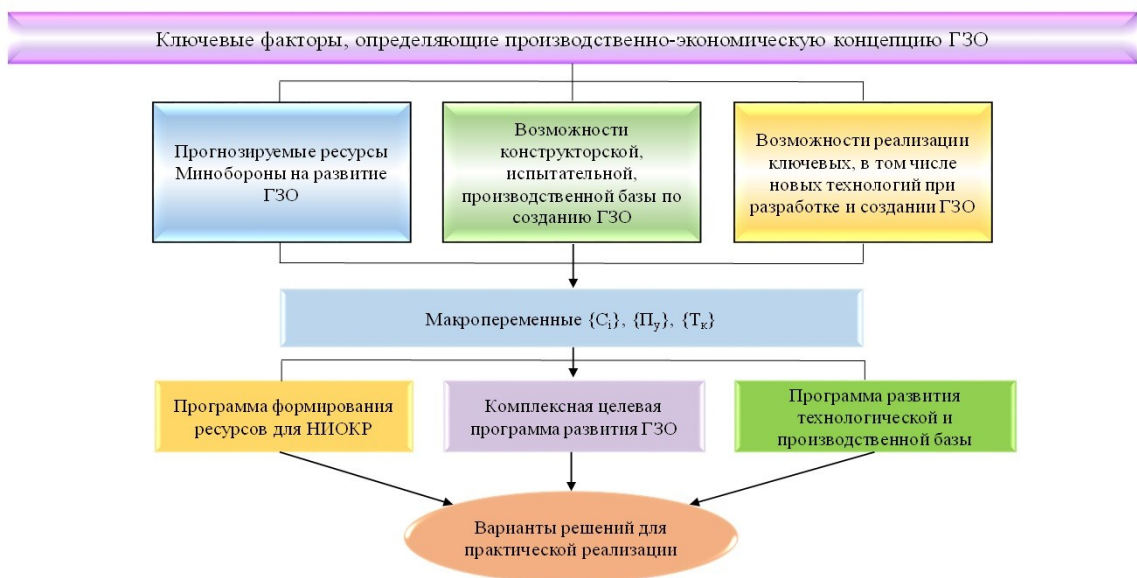 Ключевые факторы, определяющие производственно-экономическую концепцию ГЗО
Прогнозируемые ресурсы
Минобороны на развитие
ГЗО
Возможности
конструкторской,
испытательной,
производственной базы по
созданию ГЗО
Возможности реализации
ключевых, в том числе
новых технологий при
разработке и создании ГЗО
Макропеременные {Сᵢ}, {Пᵧ}, {Тₖ}
Программа формирования
ресурсов для НИОКР
Комплексная целевая
программа развития ГЗО
Программа развития
технологической и
производственной базы
Варианты решений для
практической реализации